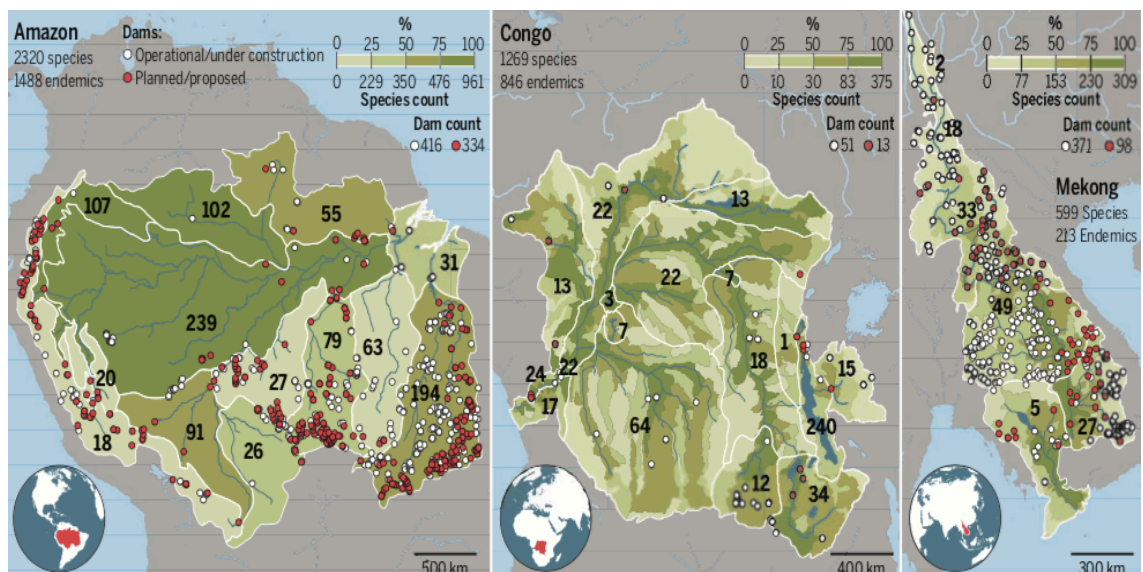 Amazon
2320 species
1488 endemics
Dams:
Operational/under construction
Planned/proposed
%
0 25 50 75 100
0 229 350 476 961
Species count
Dam count
416 334
107
102
55
31
239
79
63
20
27
194
18
91
26
500 km
Congo
1269 species
846 endemics
%
0 25 50 75 100
0 10 30 83 375
Species count
Dam count
51 13
22
13
13
22
7
3
7
1
18
15
24
22
17
64
240
12
34
400 km
%
0 25 50 75 100
0 77 153 230 309
Species count
Dam count
371 98
Mekong
599 Species
213 Endemics
2
18
33
49
5
27
300 km